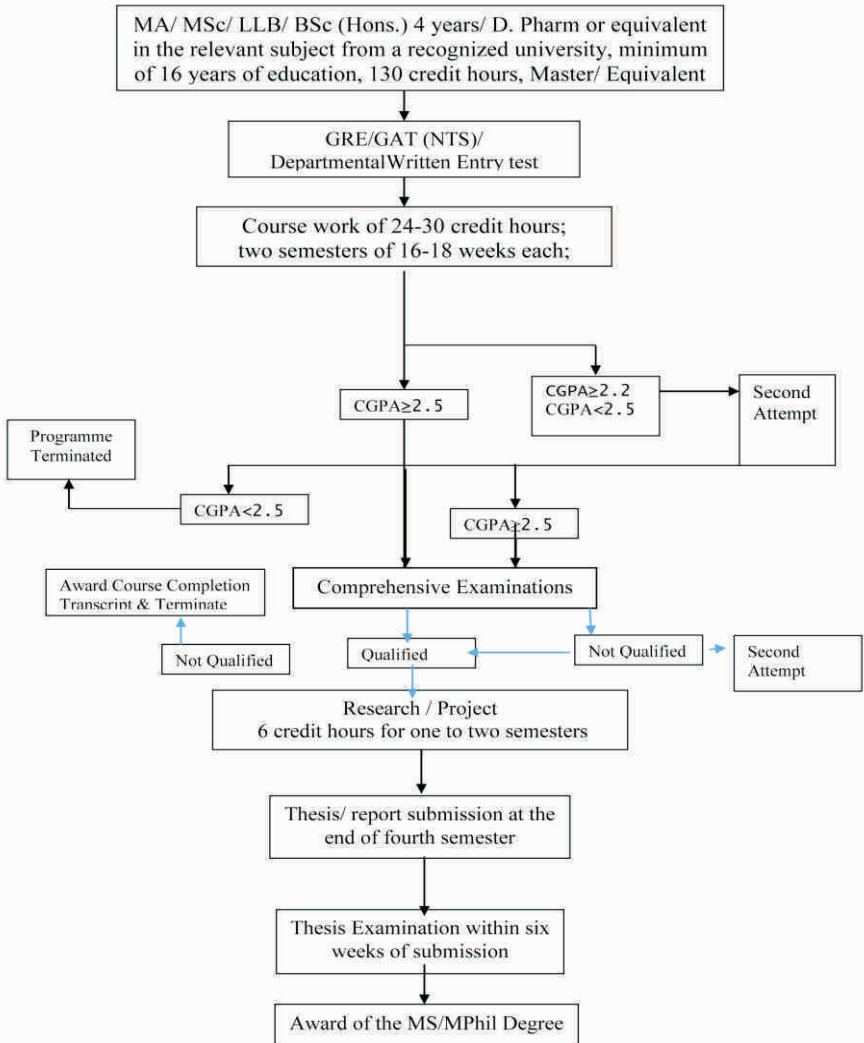 MA/ MSc/ LLB/ BSc (Hons.) 4 years/ D. Pharm or equivalent
in the relevant subject from a recognized university, minimum
of 16 years of education, 130 credit hours, Master/ Equivalent
GRE/GAT (NTS)/
DepartmentalWritten Entry test
Course work of 24-30 credit hours;
two semesters of 16-18 weeks each;
CGPA≥2.5
CGPA≥2.2
CGPA<2.5
Second
Attempt
Programme
Terminated
CGPA<2.5
CGPA≥2.5
Award Course Completion
Transcript & Terminate
Comprehensive Examinations
Not Qualified
Qualified
Not Qualified
Second
Attempt
Research / Project
6 credit hours for one to two semesters
Thesis/ report submission at the
end of fourth semester
Thesis Examination within six
weeks of submission
Award of the MS/MPhil Degree